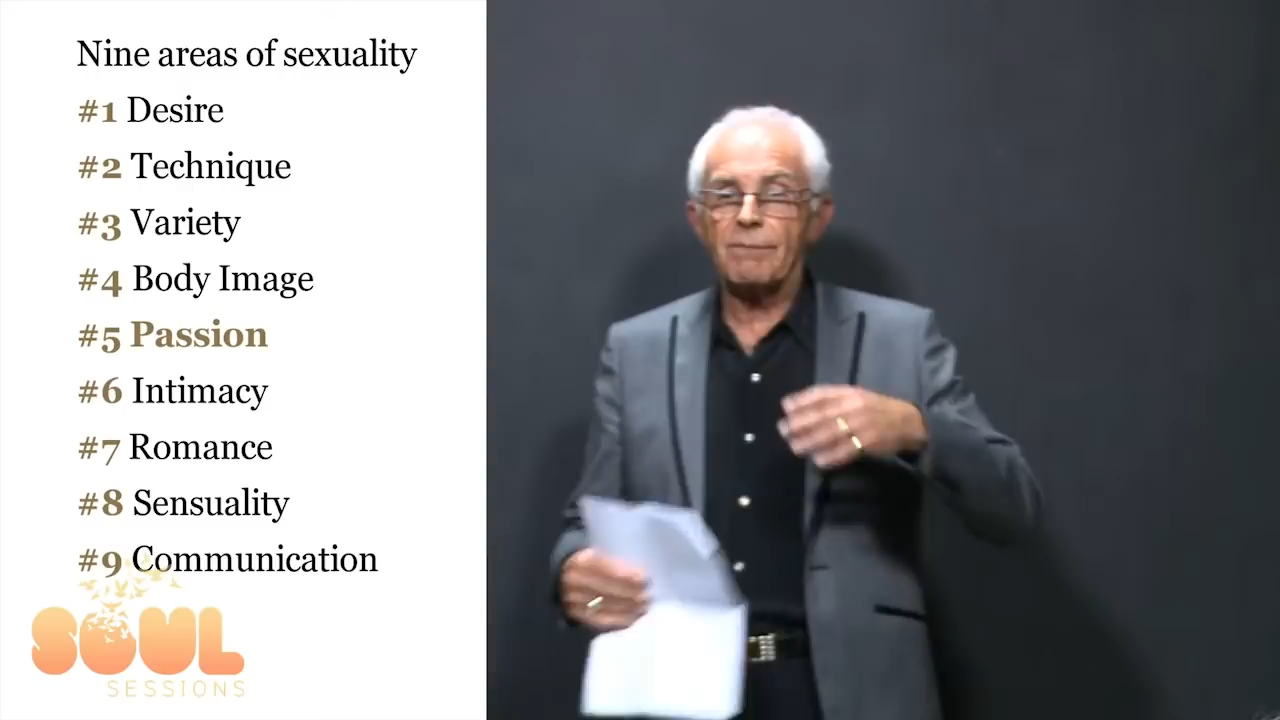 Nine areas of sexuality
#1 Desire
#2 Technique
#3 Variety
#4 Body Image
#5 Passion
#6 Intimacy
#7 Romance
#8 Sensuality
#9 Communication
SOUL
SESSIONS